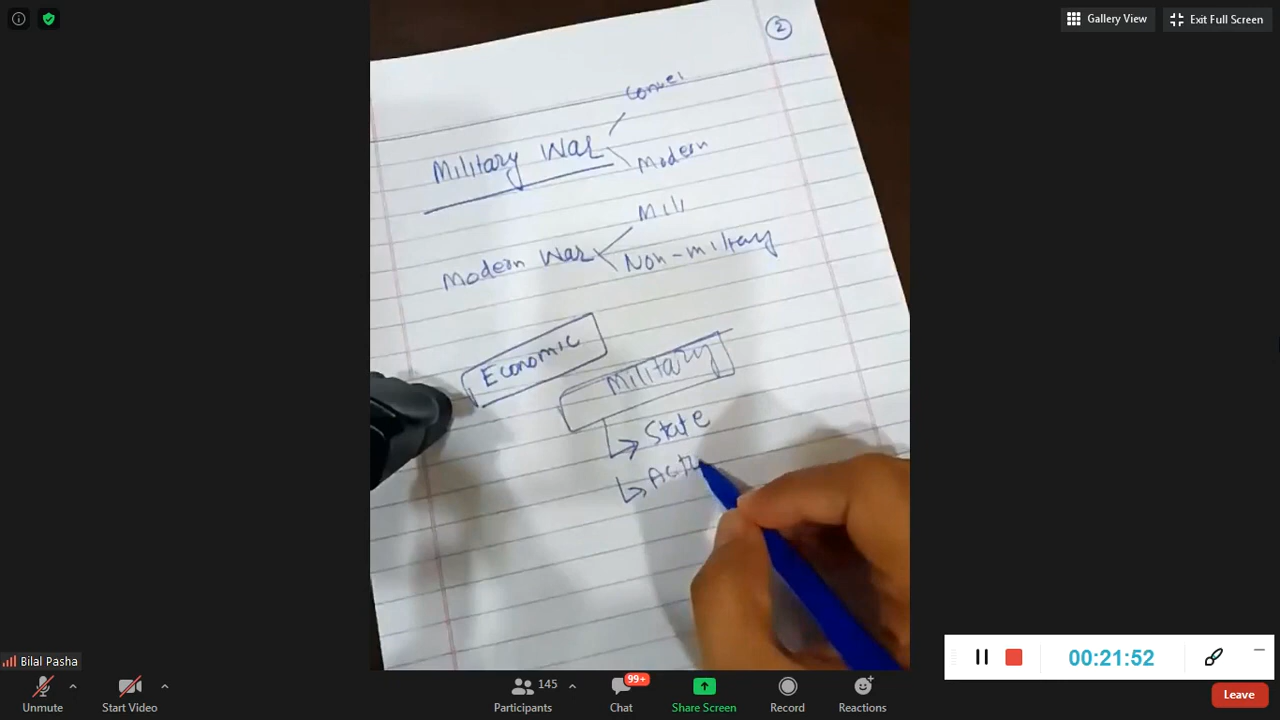 Gallery View
Exit Full Screen
2
Conve
Military War
Modern
Mili
Modern War
Non-military
Economic
Military
State
Bilal Pasha
00:21:52
145
99+
Unmute
Start Video
Participants
Chat
Share Screen
Record
Reactions
Leave